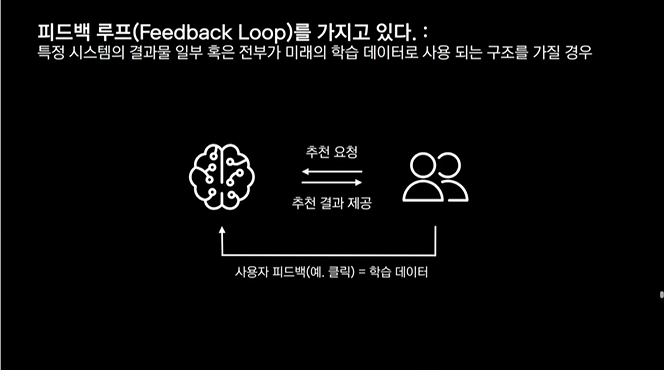 피드백 루프(Feedback Loop)를 가지고 있다. :
특정 시스템의 결과물 일부 혹은 전부가 미래의 학습 데이터로 사용 되는 구조를 가질 경우
추천 요청
추천 결과 제공
사용자 피드백(예. 클릭) = 학습 데이터